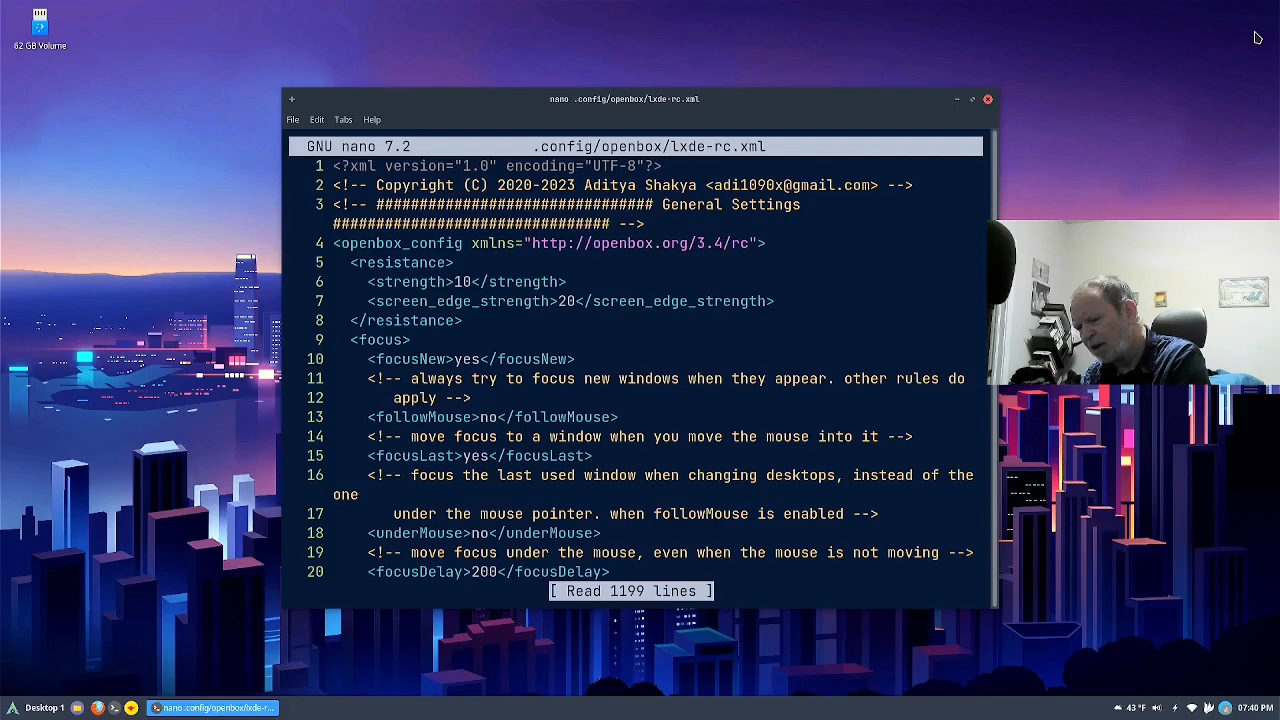 62 GB Volume
nano .config/openbox/lxde-rc.xml
File Edit Tabs Help
GNU nano 7.2 .config/openbox/lxde-rc.xml
1 <?xml version="1.0" encoding="UTF-8"?>
2 <!-- Copyright (C) 2020-2023 Aditya Shakya <adi1090x@gmail.com> -->
3 <!-- ################################ General Settings
################################ -->
4 <openbox_config xmlns="http://openbox.org/3.4/rc">
5 <resistance>
6 <strength>10</strength>
7 <screen_edge_strength>20</screen_edge_strength>
8 </resistance>
9 <focus>
10 <focusNew>yes</focusNew>
11 <!-- always try to focus new windows when they appear. other rules do
12 apply -->
13 <followMouse>no</followMouse>
14 <!-- move focus to a window when you move the mouse into it -->
15 <focusLast>yes</focusLast>
16 <!-- focus the last used window when changing desktops, instead of the
one
17 under the mouse pointer. when followMouse is enabled -->
18 <underMouse>no</underMouse>
19 <!-- move focus under the mouse, even when the mouse is not moving -->
20 <focusDelay>200</focusDelay>
[ Read 1199 lines ]
Desktop 1
nano .config/openbox/lxde-r...
43 °F
07:40 PM